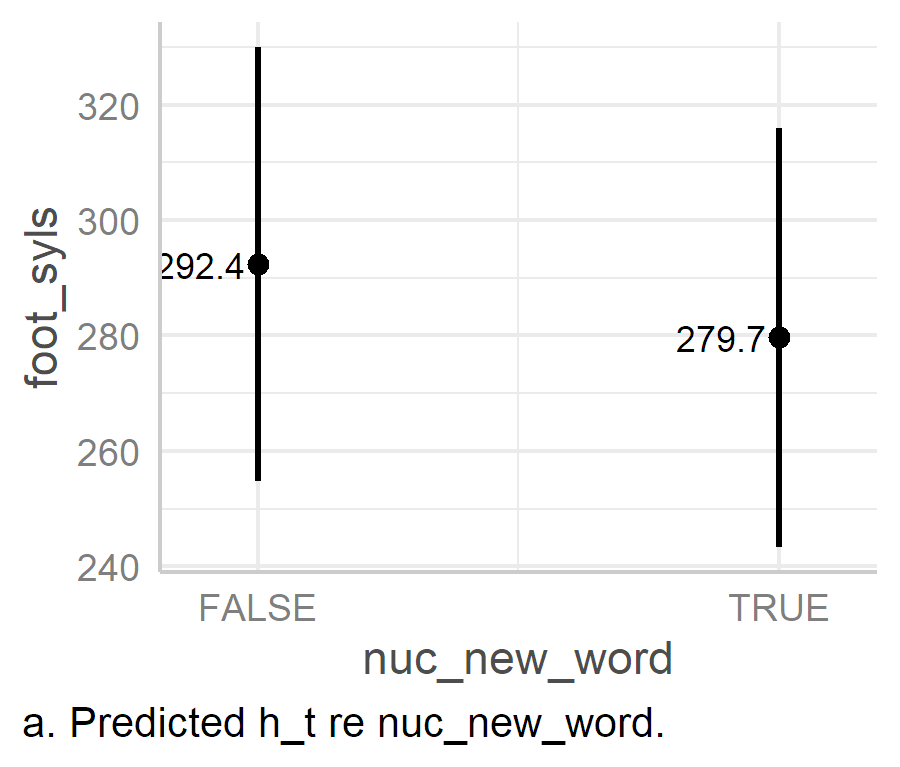 foot_syls
320
300
280
260
240
292.4
279.7
FALSE TRUE
nuc_new_word
a. Predicted h_t re nuc_new_word.